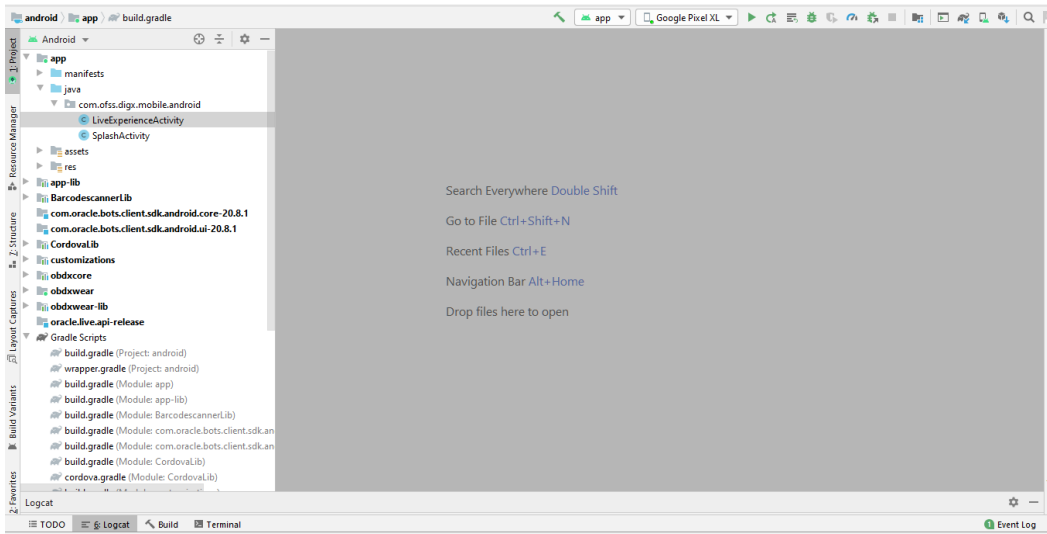 android app build.gradle app Google Pixel XL
Android
1: Project
Resource Manager
Z: Structure
Layout Captures
Build Variants
2: Favorites
app
manifests
java
com.ofss.digx.mobile.android
LiveExperienceActivity
SplashActivity
assets
res
app-lib
BarcodescannerLib
com.oracle.bots.client.sdk.android.core-20.8.1
com.oracle.bots.client.sdk.android.ui-20.8.1
CordovaLib
customizations
obdxcore
obdxwear
obdxwear-lib
oracle.live.api-release
Gradle Scripts
build.gradle (Project: android)
wrapper.gradle (Project: android)
build.gradle (Module: app)
build.gradle (Module: app-lib)
build.gradle (Module: BarcodescannerLib)
build.gradle (Module: com.oracle.bots.client.sdk.an
build.gradle (Module: com.oracle.bots.client.sdk.an
build.gradle (Module: CordovaLib)
cordova.gradle (Module: CordovaLib)
Search Everywhere Double Shift
Go to File Ctrl+Shift+N
Recent Files Ctrl+E
Navigation Bar Alt+Home
Drop files here to open
Logcat
TODO 6: Logcat Build Terminal 1 Event Log